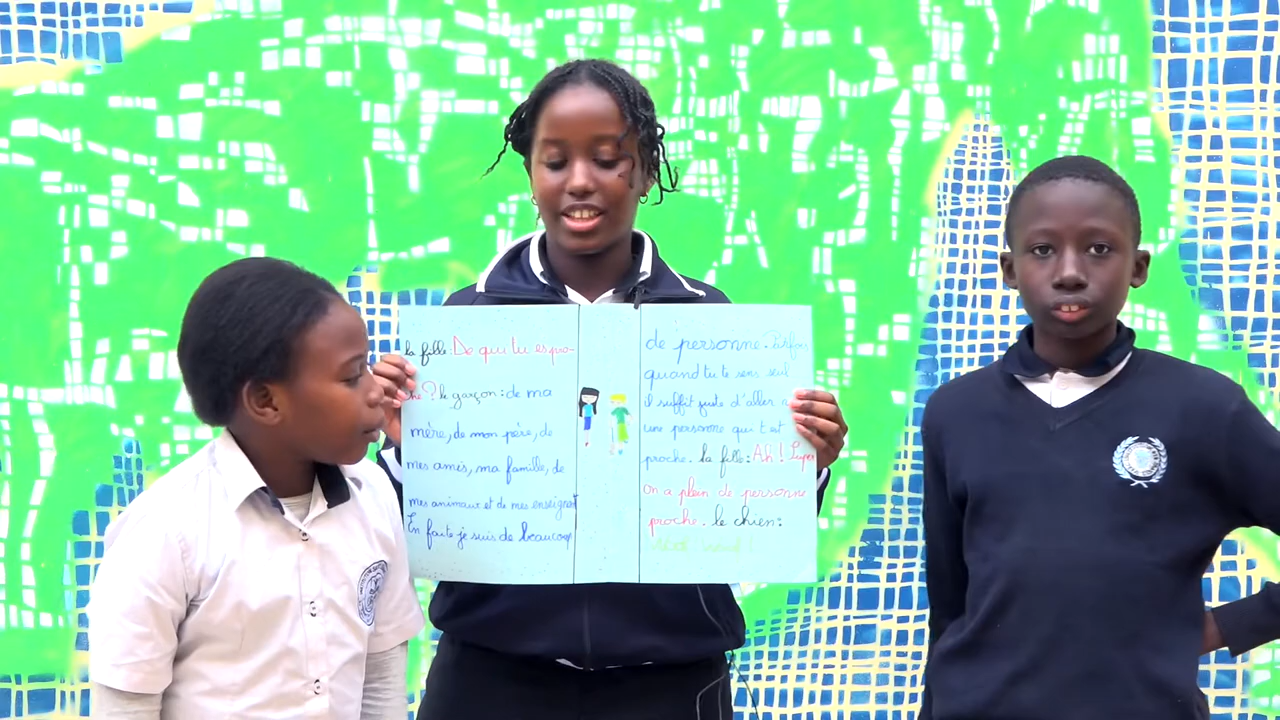 la fille : De qui tu es pro-
che ? le garçon : de ma
mère, de mon père, de
mes amis, ma famille, de
mes animaux et de mes enseignen
En faite je suis de beaucoup
de personne. Parfois
quand tu te sens seul
il suffit juste d'aller
une personne qui t'est
proche. la fille : Ah ! Super
on a plein de personne
proche. le chien :